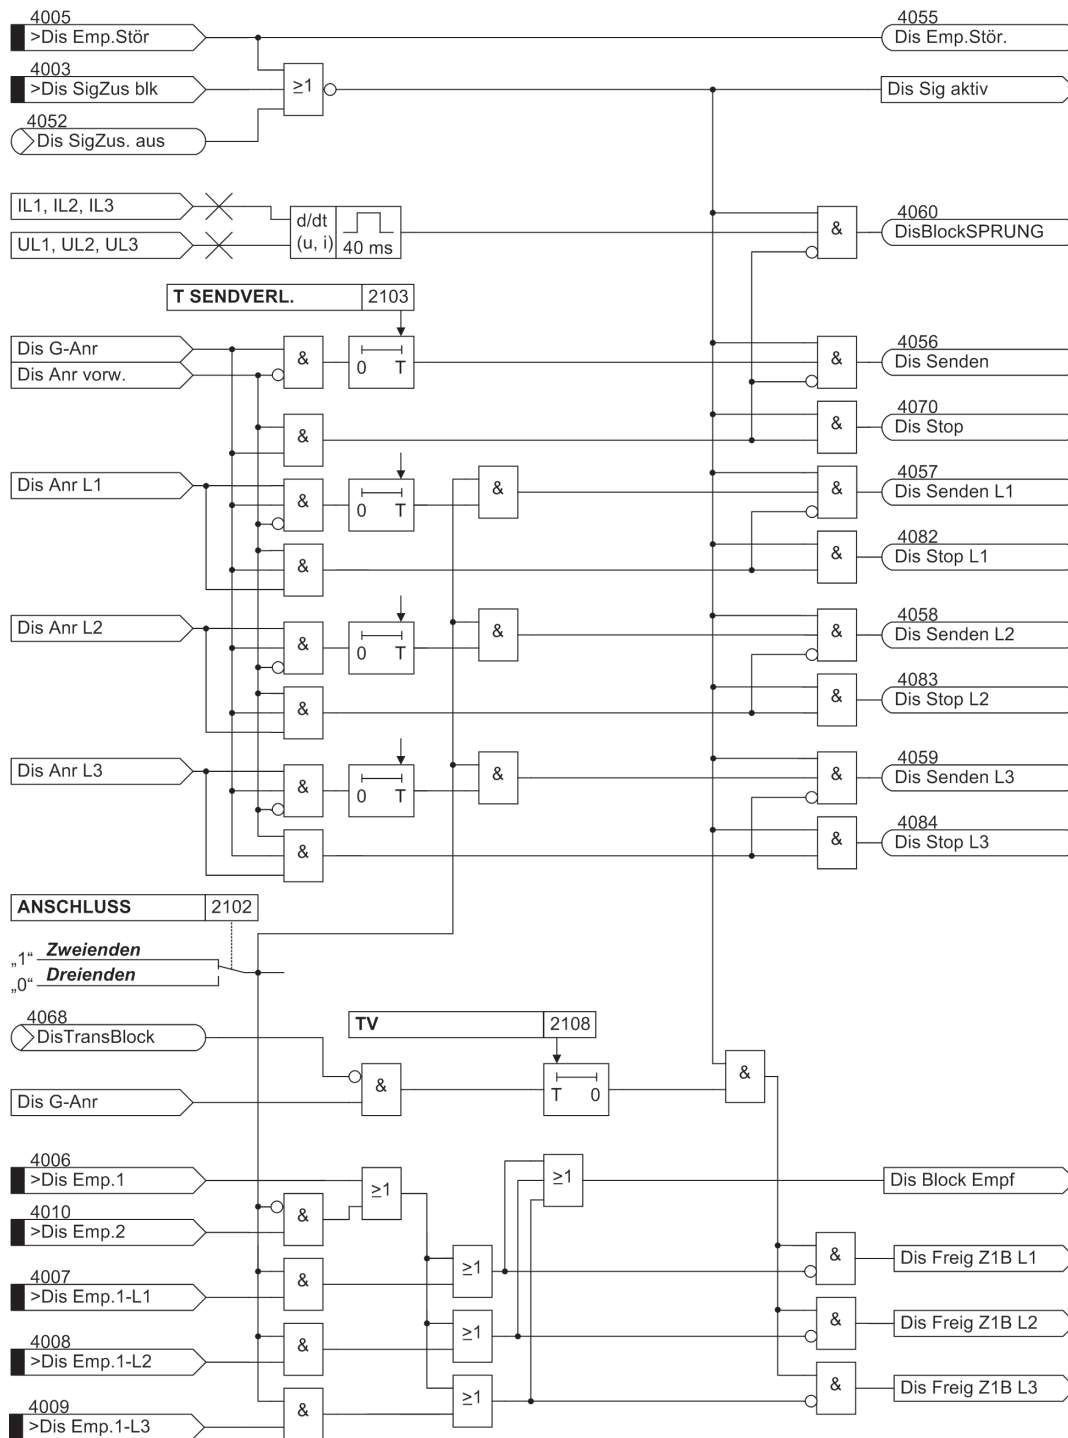 4005
>Dis Emp.Stör
4055
Dis Emp.Stör.
4003
>Dis SigZus blk
≥1
Dis Sig aktiv
4052
Dis SigZus. aus
IL1, IL2, IL3
UL1, UL2, UL3
d/dt
(u, i)
40 ms
&
4060
DisBlockSPRUNG
T SENDVERL.
2103
Dis G-Anr
Dis Anr vorw.
&
0 T
&
4056
Dis Senden
&
&
4070
Dis Stop
Dis Anr L1
&
0 T
&
&
4057
Dis Senden L1
&
&
4082
Dis Stop L1
Dis Anr L2
&
0 T
&
&
4058
Dis Senden L2
&
&
4083
Dis Stop L2
Dis Anr L3
&
0 T
&
&
4059
Dis Senden L3
&
&
4084
Dis Stop L3
ANSCHLUSS
2102
„1“ Zweienden
„0“ Dreienden
4068
DisTransBlock
TV
2108
Dis G-Anr
&
T 0
&
4006
>Dis Emp.1
≥1
≥1
Dis Block Empf
4010
>Dis Emp.2
&
4007
>Dis Emp.1-L1
&
≥1
&
Dis Freig Z1B L1
4008
>Dis Emp.1-L2
&
≥1
&
Dis Freig Z1B L2
4009
>Dis Emp.1-L3
&
≥1
&
Dis Freig Z1B L3